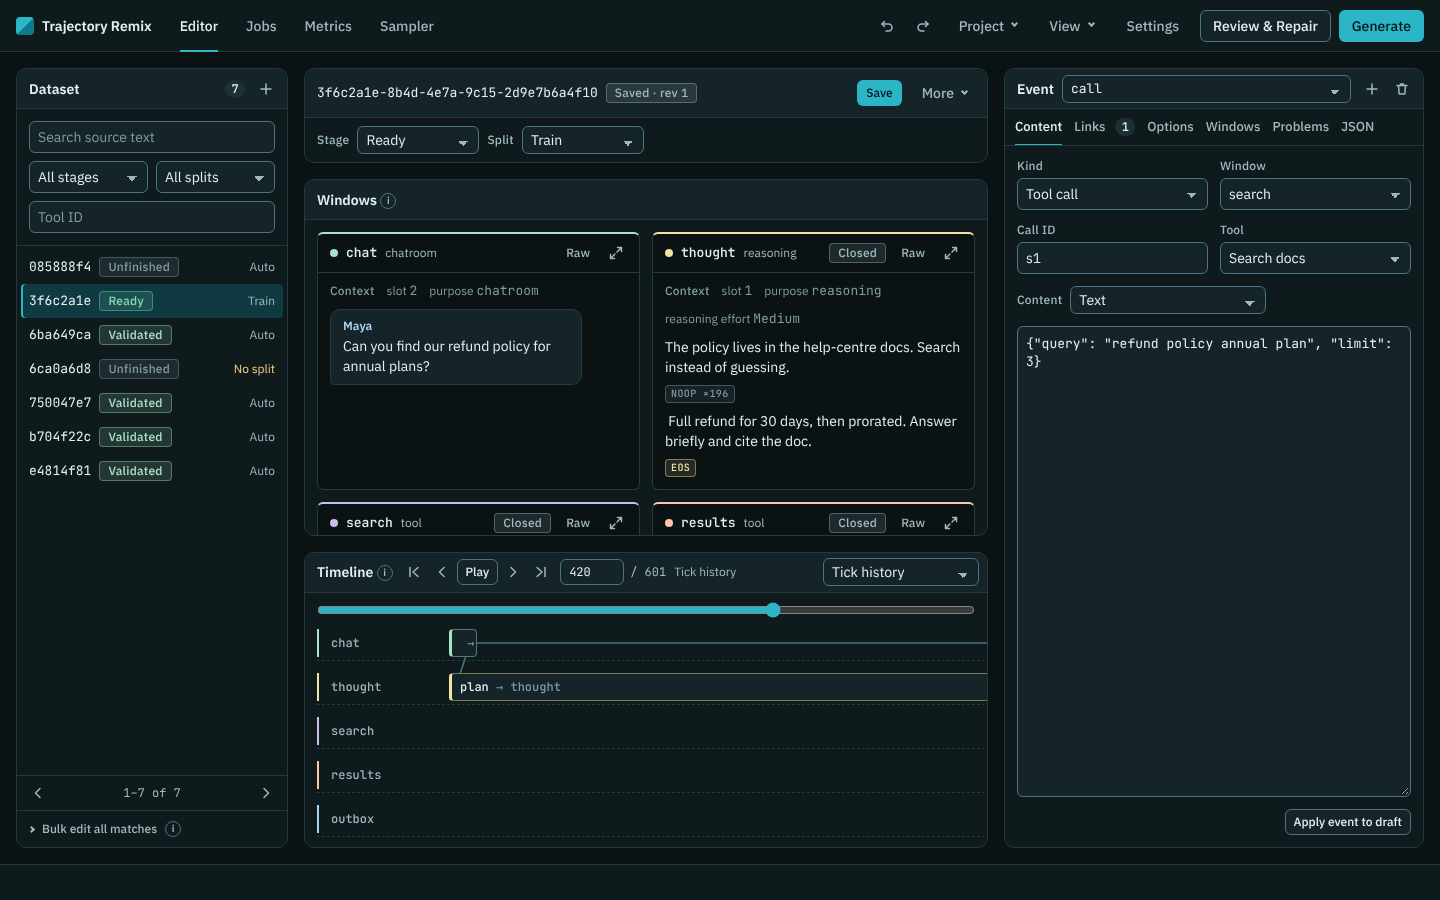 Trajectory Remix
Editor
Jobs
Metrics
Sampler
Project
View
Settings
Review & Repair
Generate
Dataset
7
Search source text
All stages
All splits
Tool ID
085888f4 Unfinished Auto
3f6c2a1e Ready Train
6ba649ca Validated Auto
6ca0a6d8 Unfinished No split
750047e7 Validated Auto
b704f22c Validated Auto
e4814f81 Validated Auto
1–7 of 7
Bulk edit all matches
3f6c2a1e-8b4d-4e7a-9c15-2d9e7b6a4f10
Saved · rev 1
Save
More
Stage
Ready
Split
Train
Windows
chat chatroom
Raw
Context slot 2 purpose chatroom
Maya
Can you find our refund policy for
annual plans?
thought reasoning
Closed
Raw
Context slot 1 purpose reasoning
reasoning effort Medium
The policy lives in the help-centre docs. Search
instead of guessing.
NOOP ×196
Full refund for 30 days, then prorated. Answer
briefly and cite the doc.
EOS
search tool
Closed
Raw
results tool
Closed
Raw
Timeline
Play
420
/ 601 Tick history
Tick history
chat
→
thought
plan → thought
search
results
outbox
Event
call
Content
Links 1
Options
Windows
Problems
JSON
Kind
Window
Tool call
search
Call ID
Tool
s1
Search docs
Content
Text
{"query": "refund policy annual plan", "limit":
3}
Apply event to draft